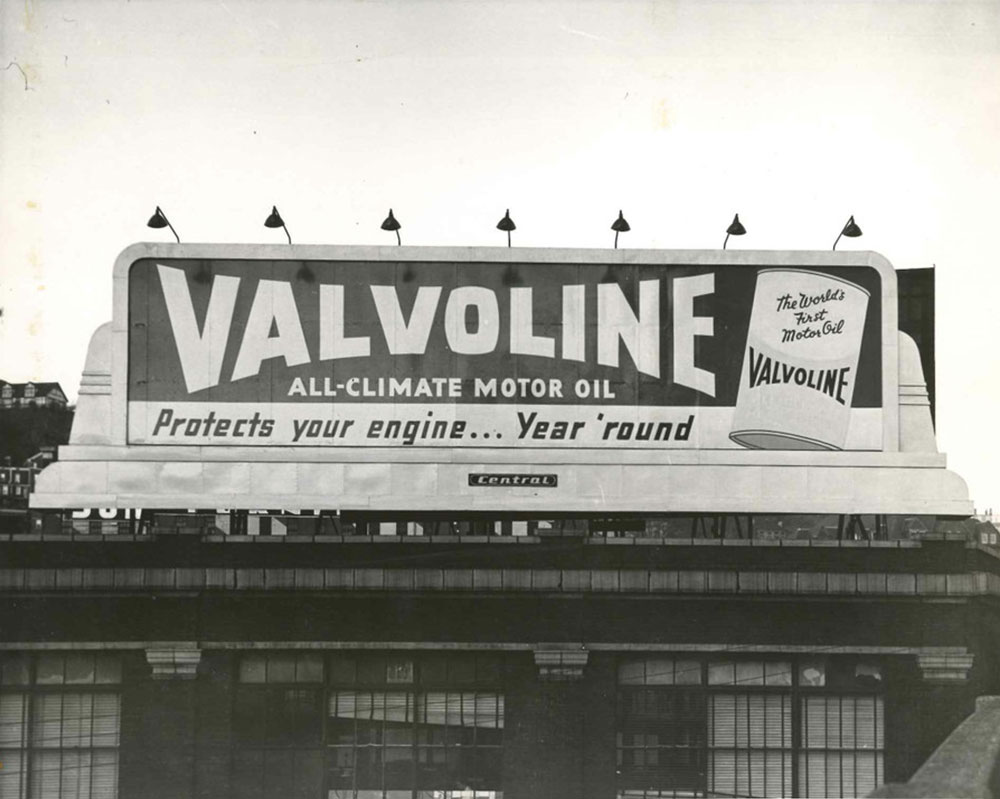 VALVOLINE
ALL-CLIMATE MOTOR OIL
Protects your engine... Year 'round
The World's
First
Motor Oil
VALVOLINE
Central